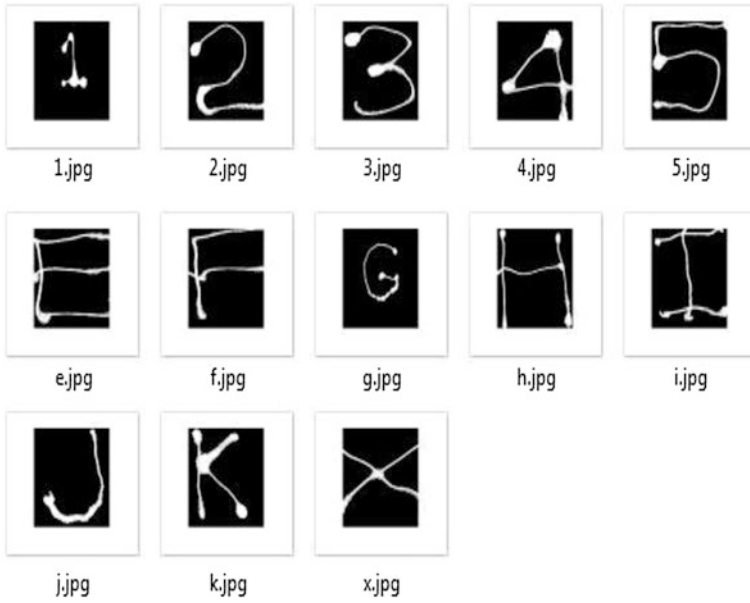 1 2 3 4 5
1.jpg 2.jpg 3.jpg 4.jpg 5.jpg
E F G H I
e.jpg f.jpg g.jpg h.jpg i.jpg
J K X
j.jpg k.jpg x.jpg